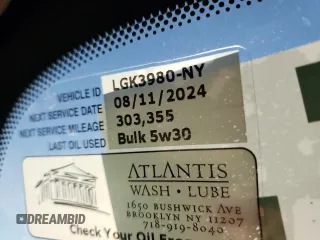 VEHICLE ID LGK3980-NY
NEXT SERVICE DATE 08/11/2024
NEXT SERVICE MILEAGE 303,355
LAST OIL USED Bulk 5w30
ATLANTIS
WASH • LUBE
1650 BUSHWICK AVE
BROOKLYN NY 11207
718-919-8040
Check Your Oil
DREAMBID